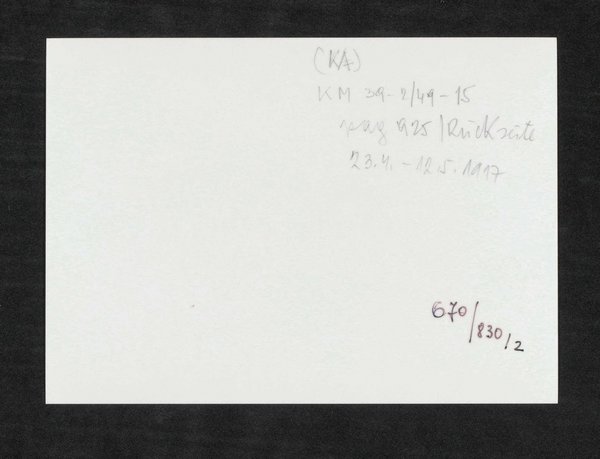 (KA)
KM 39-2/49-15
pag 925/Rückseite
23.4. - 12.5. 1917
670/830/2